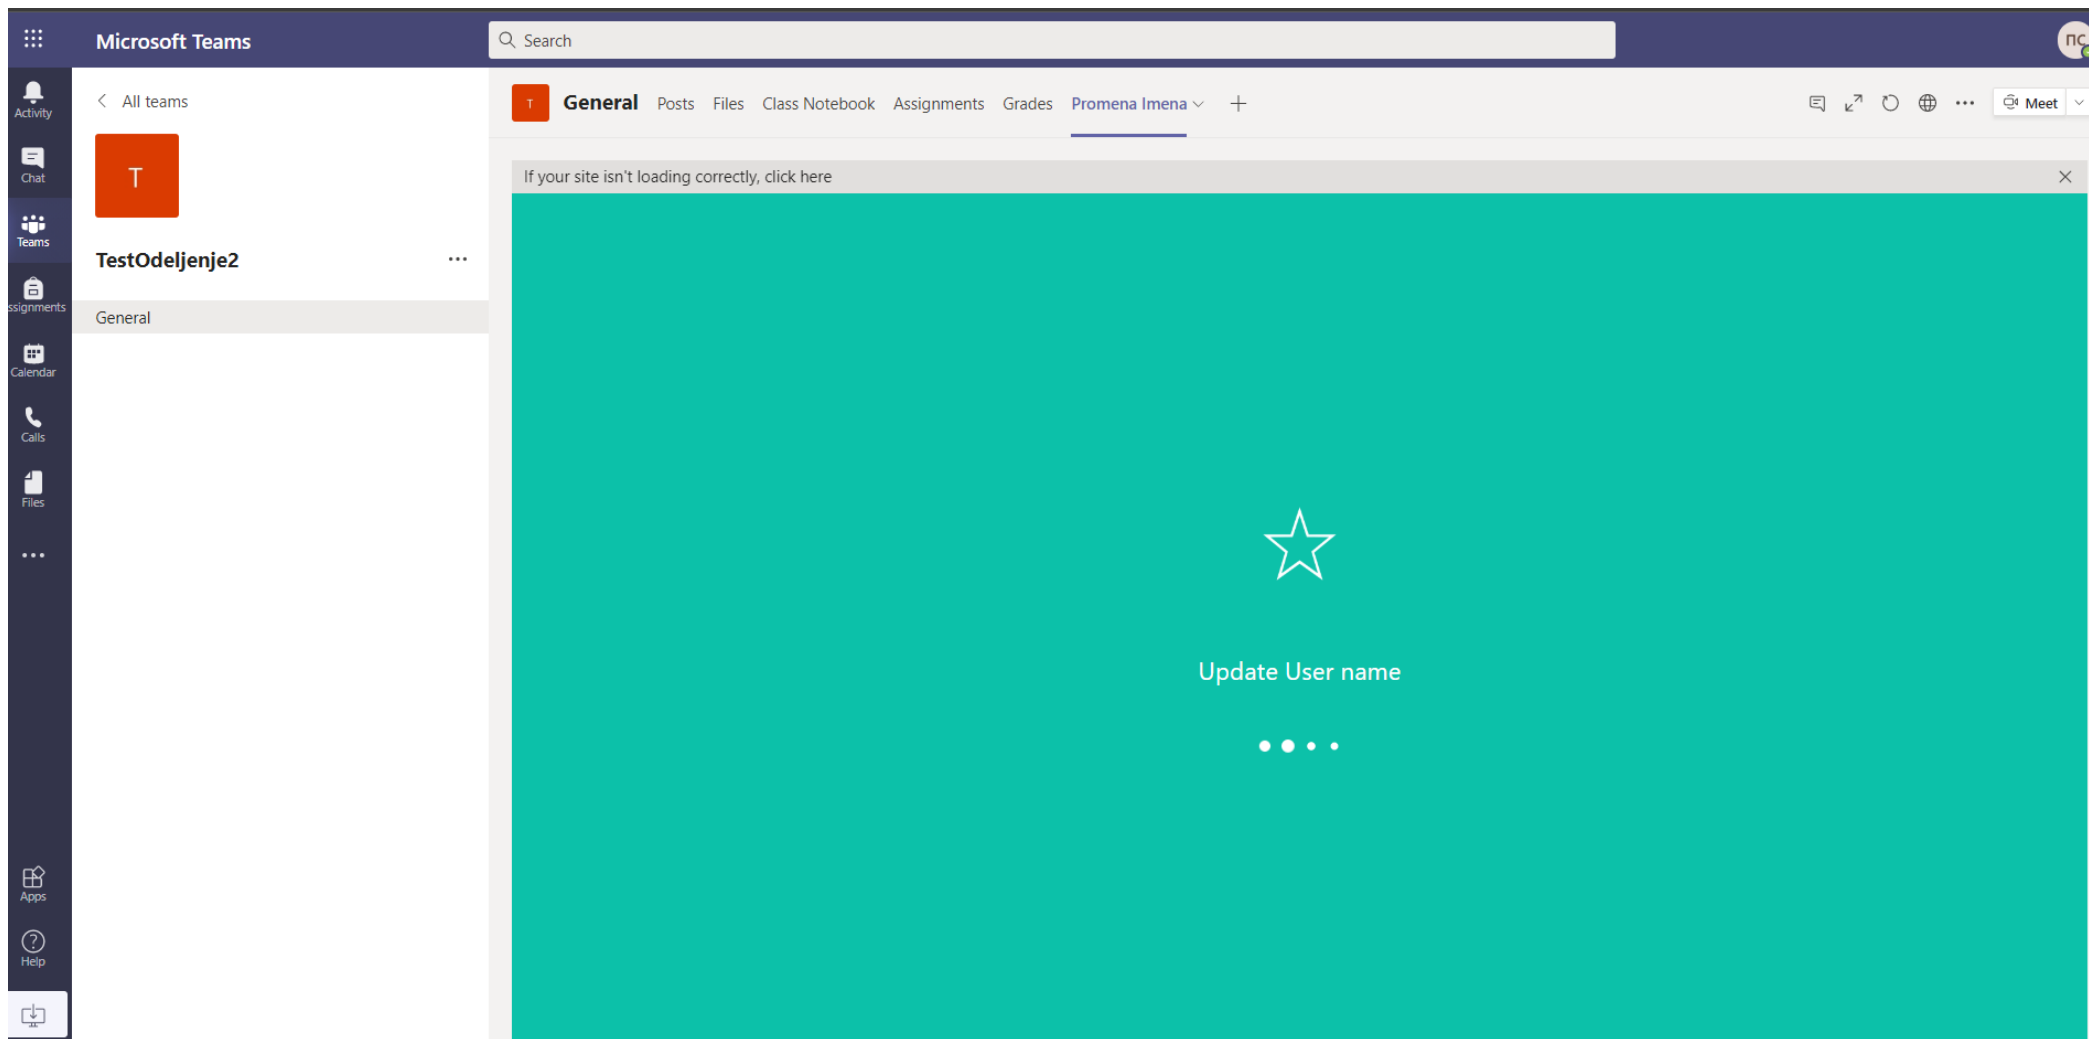 Microsoft Teams
Search
ПС
Activity
Chat
Teams
ssignments
Calendar
Calls
Files
Apps
Help
All teams
T
TestOdeljenje2
General
T
General Posts Files Class Notebook Assignments Grades Promena Imena
Meet
If your site isn't loading correctly, click here
Update User name